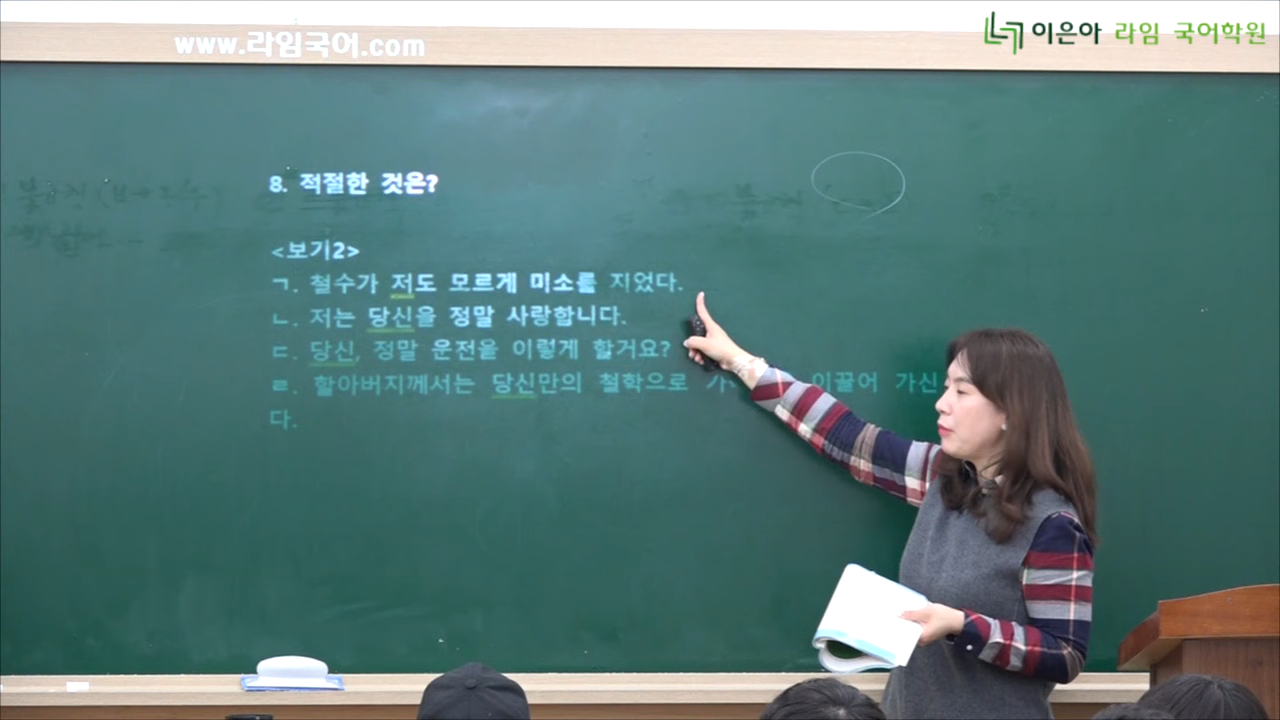 www.라임국어.com
이은아 라임 국어학원
8. 적절한 것은?
<보기2>
ㄱ. 철수가 저도 모르게 미소를 지었다.
ㄴ. 저는 당신을 정말 사랑합니다.
ㄷ. 당신, 정말 운전을 이렇게 할거요?
ㄹ. 할아버지께서는 당신만의 철학으로 이끌어 가신
다.